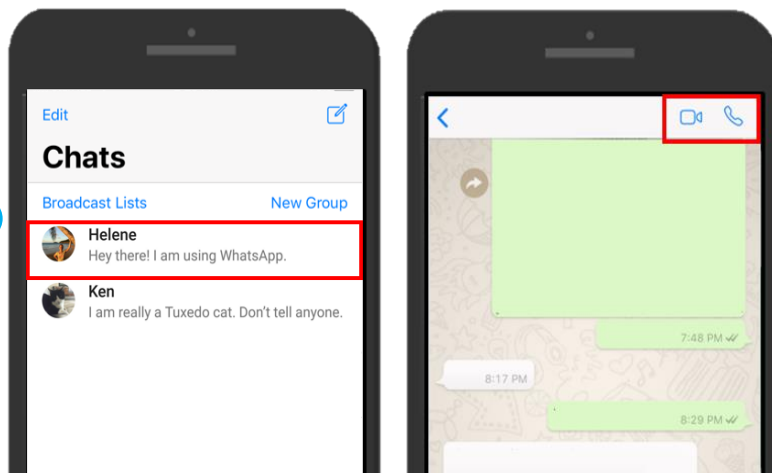 Edit
Chats
Broadcast Lists New Group
Helene
Hey there! I am using WhatsApp.
Ken
I am really a Tuxedo cat. Don't tell anyone.
7:48 PM
8:17 PM
8:29 PM